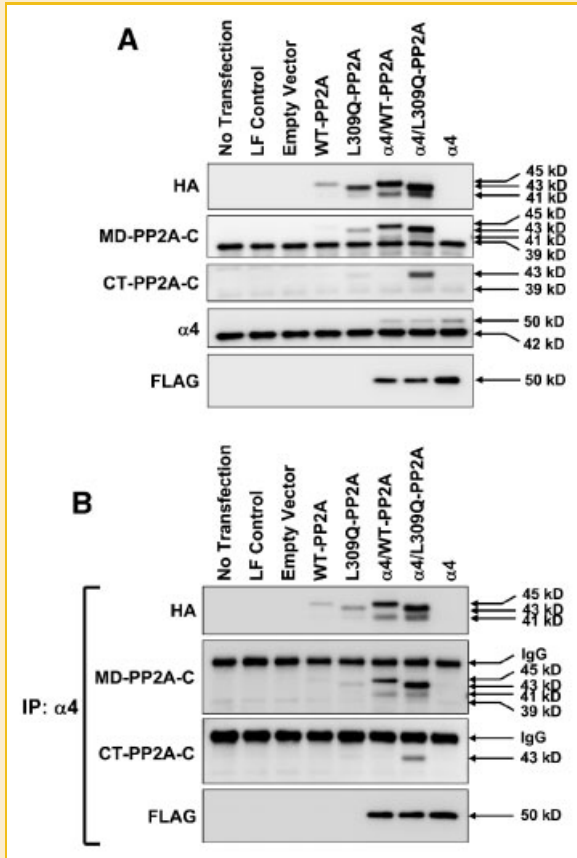 A
No Transfection
LF Control
Empty Vector
WT-PP2A
L309Q-PP2A
α4/WT-PP2A
α4/L309Q-PP2A
α4
HA
45 kD
43 kD
41 kD
MD-PP2A-C
45 kD
43 kD
41 kD
39 kD
CT-PP2A-C
43 kD
39 kD
α4
50 kD
42 kD
FLAG
50 kD
B
No Transfection
LF Control
Empty Vector
WT-PP2A
L309Q-PP2A
α4/WT-PP2A
α4/L309Q-PP2A
α4
IP: α4
HA
45 kD
43 kD
41 kD
MD-PP2A-C
IgG
45 kD
43 kD
41 kD
39 kD
CT-PP2A-C
IgG
43 kD
FLAG
50 kD